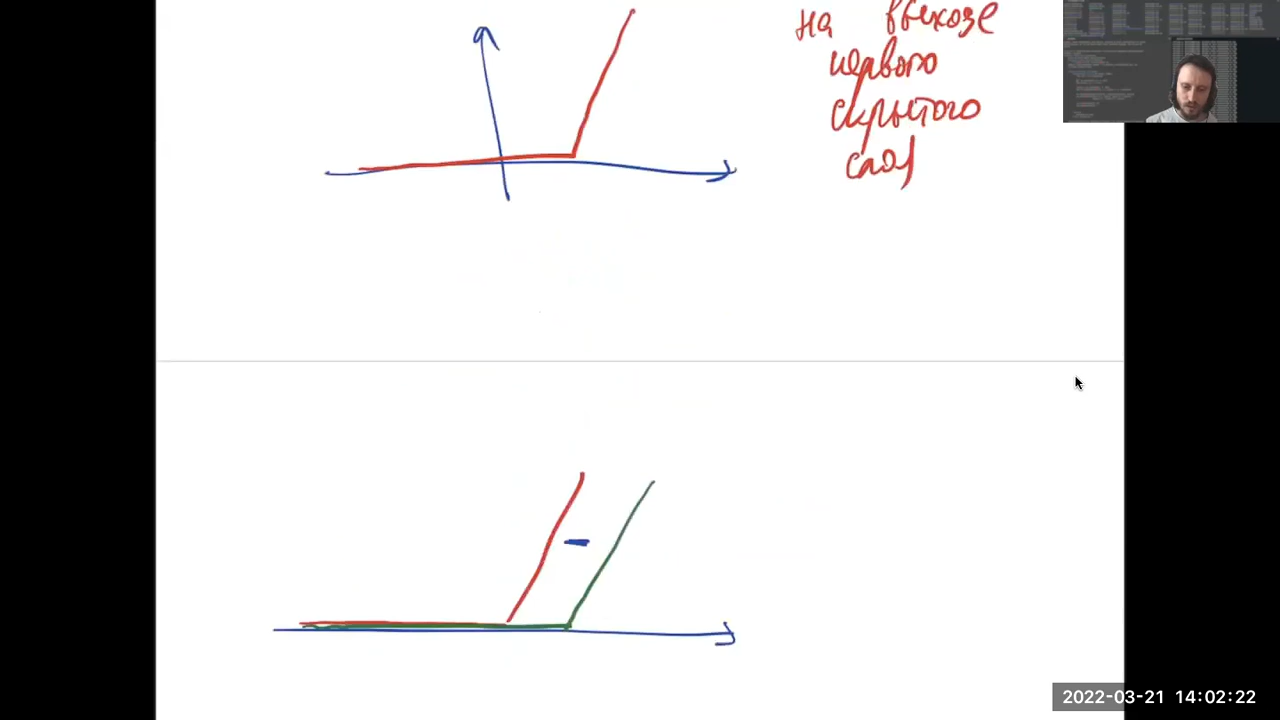 на выходе
первого
скрытого
слоя
2022-03-21 14:02:22